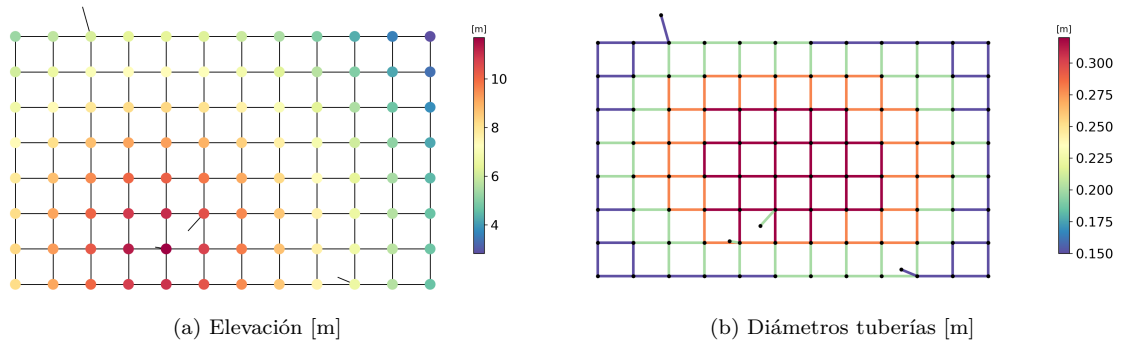 [m]
10
8
6
4
(a) Elevación [m]
[m]
0.300
0.275
0.250
0.225
0.200
0.175
0.150
(b) Diámetros tuberías [m]